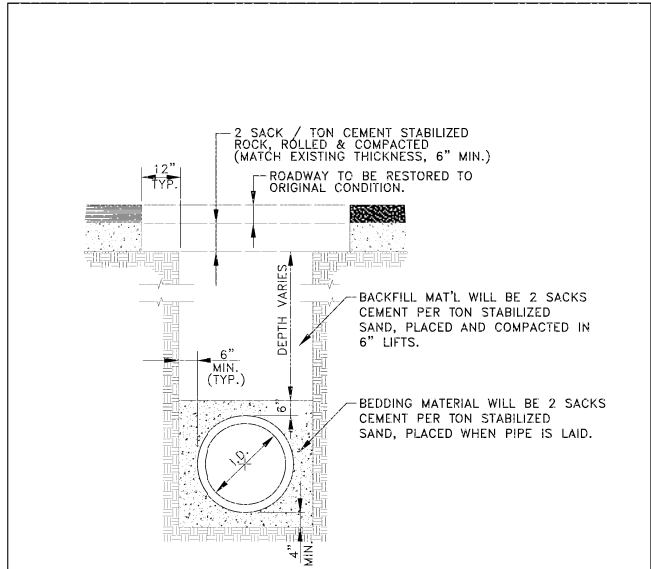 2 SACK / TON CEMENT STABILIZED
ROCK, ROLLED & COMPACTED
(MATCH EXISTING THICKNESS, 6" MIN.)
12"
TYP.
ROADWAY TO BE RESTORED TO
ORIGINAL CONDITION.
DEPTH VARIES
BACKFILL MAT'L WILL BE 2 SACKS
CEMENT PER TON STABILIZED
SAND, PLACED AND COMPACTED IN
6" LIFTS.
6"
MIN.
(TYP.)
6"
BEDDING MATERIAL WILL BE 2 SACKS
CEMENT PER TON STABILIZED
SAND, PLACED WHEN PIPE IS LAID.
I.D.
4"
MIN.